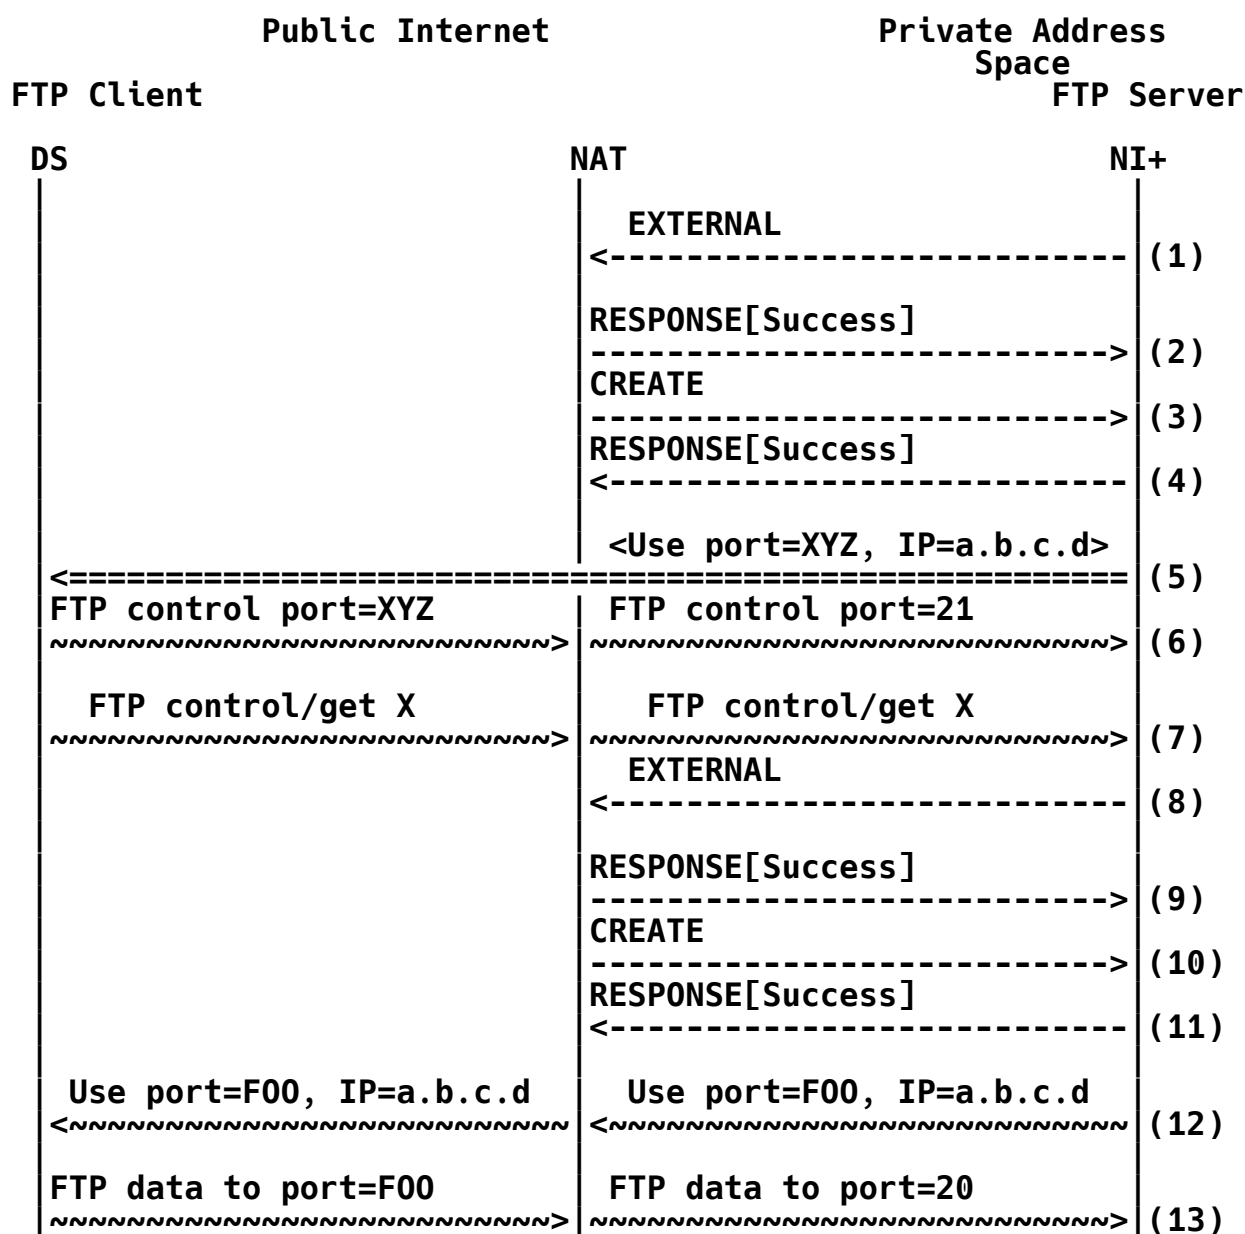 Public Internet                 Private Address
Space
FTP Client                                            FTP Server
DS                          NAT                         NI+
EXTERNAL
<---------------------------|(1)
RESPONSE[Success]
--------------------------->|(2)
CREATE
--------------------------->|(3)
RESPONSE[Success]
<---------------------------|(4)
<Use port=XYZ, IP=a.b.c.d>
<======================================================= (5)
FTP control port=XYZ       | FTP control port=21
~~~~~~~~~~~~~~~~~~~~~~~~~~>|~~~~~~~~~~~~~~~~~~~~~~~~~~~>|(6)
FTP control/get X            FTP control/get X
~~~~~~~~~~~~~~~~~~~~~~~~~~>|~~~~~~~~~~~~~~~~~~~~~~~~~~~>|(7)
EXTERNAL
<---------------------------|(8)
RESPONSE[Success]
--------------------------->|(9)
CREATE
--------------------------->|(10)
RESPONSE[Success]
<---------------------------|(11)
Use port=FOO, IP=a.b.c.d     Use port=FOO, IP=a.b.c.d
<~~~~~~~~~~~~~~~~~~~~~~~~~~|<~~~~~~~~~~~~~~~~~~~~~~~~~~~|(12)
FTP data to port=FOO         FTP data to port=20
~~~~~~~~~~~~~~~~~~~~~~~~~~>|~~~~~~~~~~~~~~~~~~~~~~~~~~~>|(13)